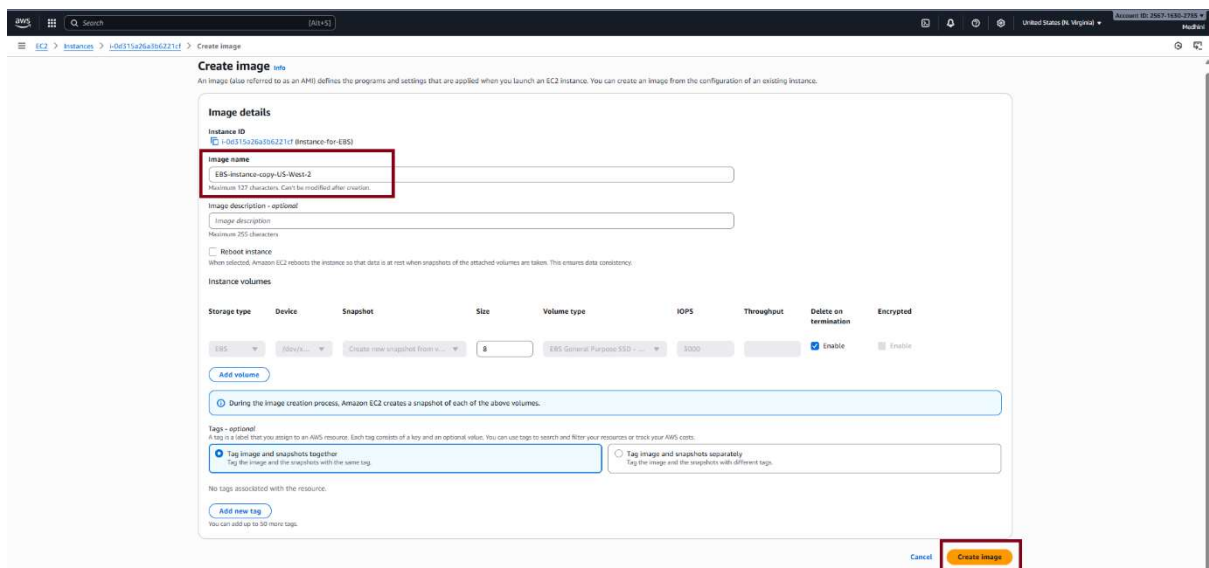 aws
Search [Alt+S]
United States (N. Virginia)
Account ID: 2567-1630-2735
Medhini
EC2 > Instances > i-0d315a26a3b6221cf > Create image
Create image Info
An image (also referred to as an AMI) defines the programs and settings that are applied when you launch an EC2 instance. You can create an image from the configuration of an existing instance.
Image details
Instance ID
i-0d315a26a3b6221cf (Instance-for-EBS)
Image name
EBS-instance-copy-US-West-2
Maximum 127 characters. Can't be modified after creation.
Image description - optional
Image description
Maximum 255 characters
Reboot instance
When selected, Amazon EC2 reboots the instance so that data is at rest when snapshots of the attached volumes are taken. This ensures data consistency.
Instance volumes
Storage type Device Snapshot Size Volume type IOPS Throughput Delete on termination Encrypted
EBS /dev/x... Create new snapshot from v... 8 EBS General Purpose SSD - ... 3000 Enable Enable
Add volume
During the image creation process, Amazon EC2 creates a snapshot of each of the above volumes.
Tags - optional
A tag is a label that you assign to an AWS resource. Each tag consists of a key and an optional value. You can use tags to search and filter your resources or track your AWS costs.
Tag image and snapshots together
Tag the image and the snapshots with the same tag.
Tag image and snapshots separately
Tag the image and the snapshots with different tags.
No tags associated with the resource.
Add new tag
You can add up to 50 more tags.
Cancel Create image